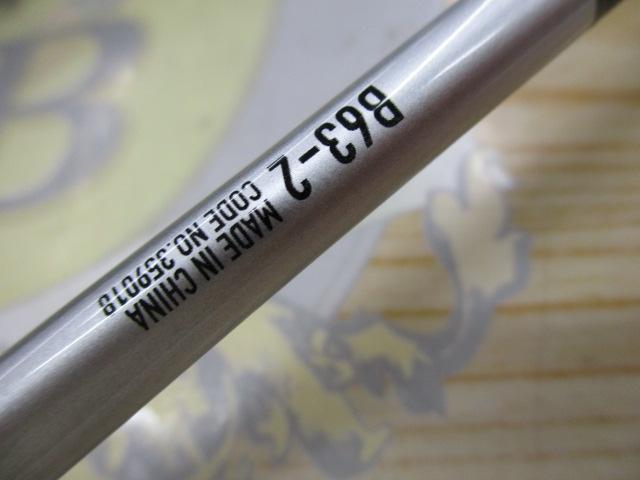 B63-2
MADE IN CHINA
CODE NO.359018
B